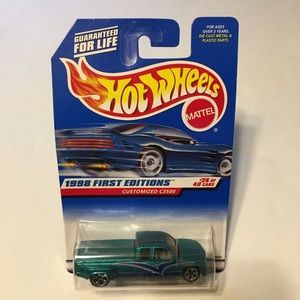 GUARANTEED
FOR LIFE
FOR AGES
OVER 3 YEARS.
DIE CAST METAL &
PLASTIC PARTS.
Hot Wheels
MATTEL
1998 FIRST EDITIONS
CUSTOMIZED C3500
#26 OF
40 CARS